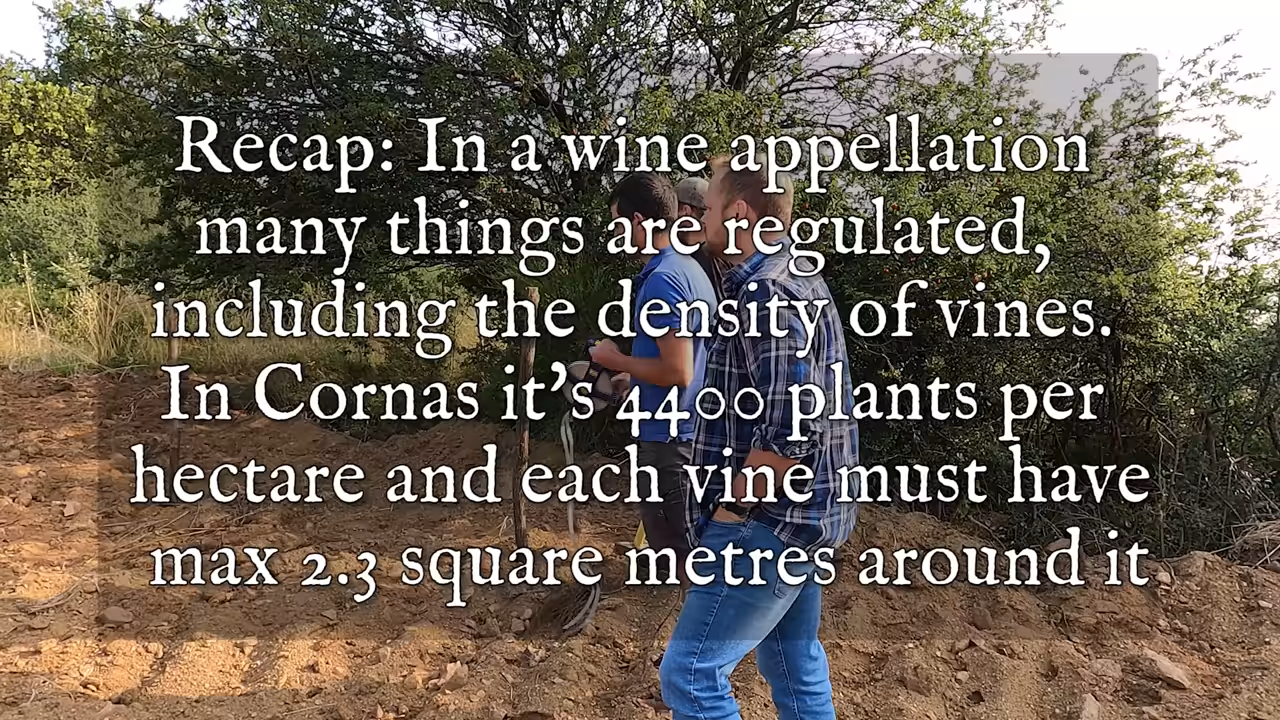 Recap: In a wine appellation
many things are regulated,
including the density of vines.
In Cornas it's 4400 plants per
hectare and each vine must have
max 2.3 square metres around it